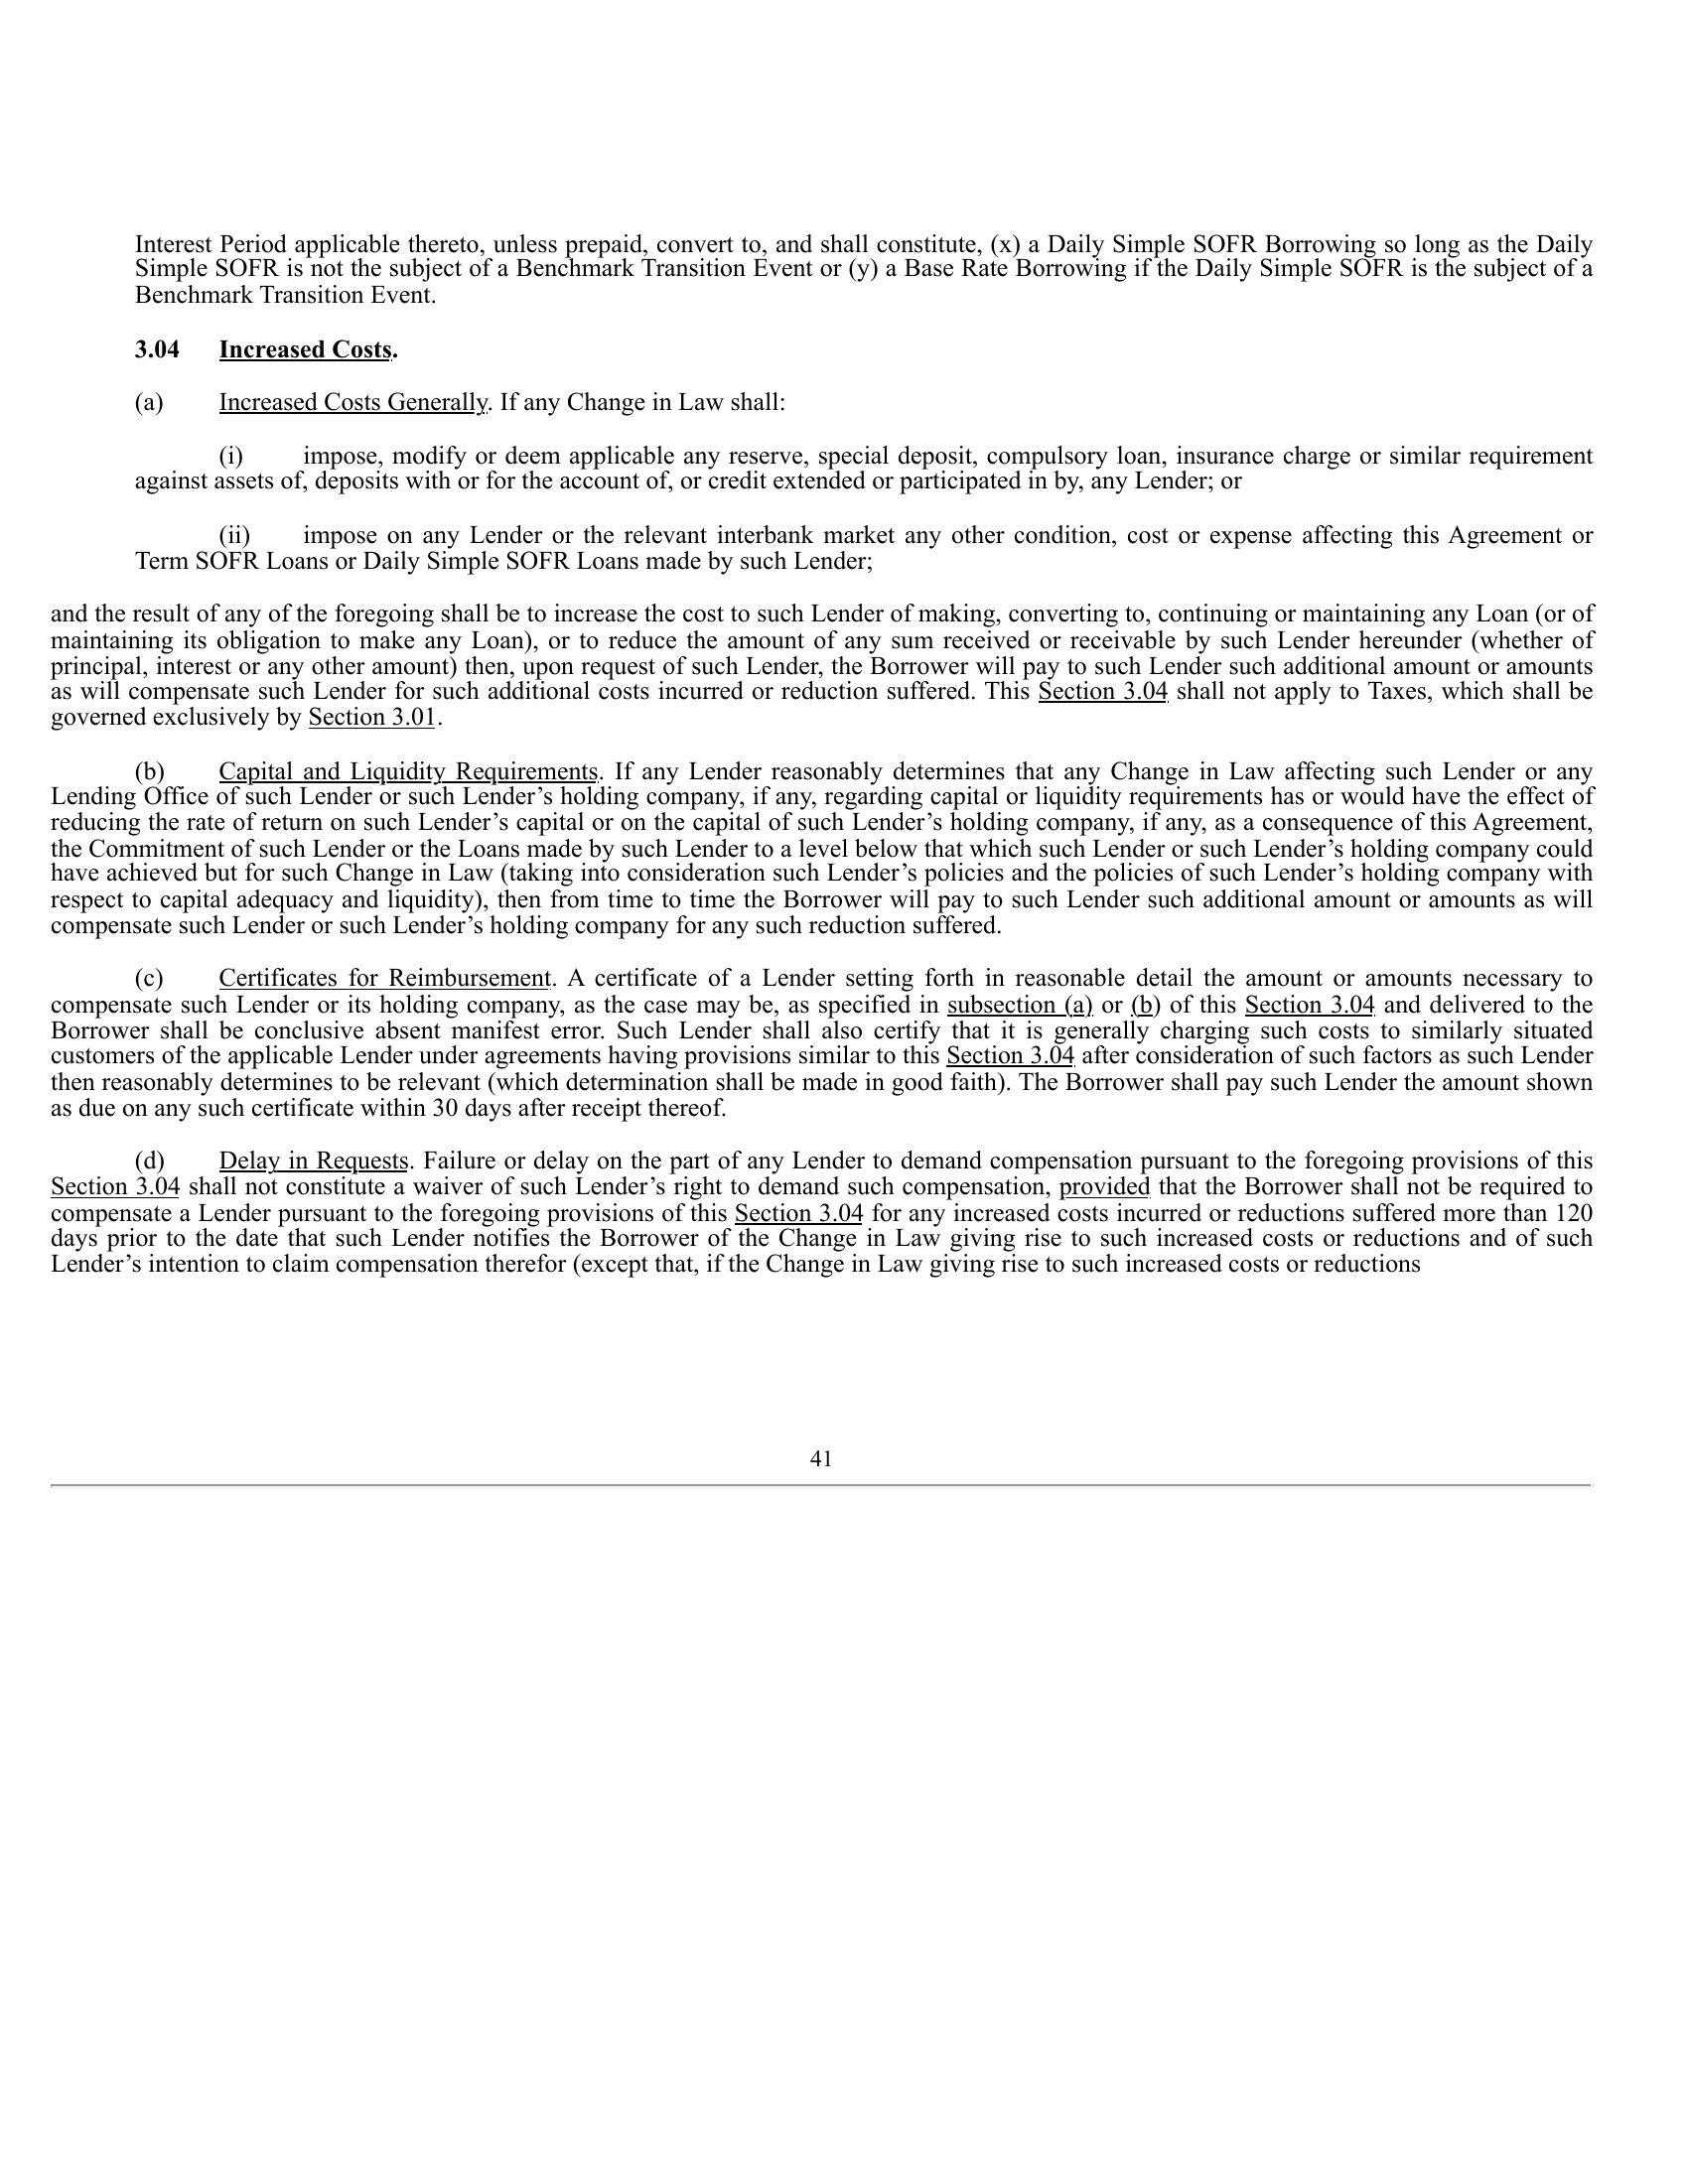 Interest Period applicable thereto, unless prepaid, convert to, and shall constitute, (x) a Daily Simple SOFR Borrowing so long as the Daily
Simple SOFR is not the subject of a Benchmark Transition Event or (y) a Base Rate Borrowing if the Daily Simple SOFR is the subject of a
Benchmark Transition Event.
3.04 Increased Costs.
(a) Increased Costs Generally. If any Change in Law shall:
(i) impose, modify or deem applicable any reserve, special deposit, compulsory loan, insurance charge or similar requirement
against assets of, deposits with or for the account of, or credit extended or participated in by, any Lender; or
(ii) impose on any Lender or the relevant interbank market any other condition, cost or expense affecting this Agreement or
Term SOFR Loans or Daily Simple SOFR Loans made by such Lender;
and the result of any of the foregoing shall be to increase the cost to such Lender of making, converting to, continuing or maintaining any Loan (or of
maintaining its obligation to make any Loan), or to reduce the amount of any sum received or receivable by such Lender hereunder (whether of
principal, interest or any other amount) then, upon request of such Lender, the Borrower will pay to such Lender such additional amount or amounts
as will compensate such Lender for such additional costs incurred or reduction suffered. This Section 3.04 shall not apply to Taxes, which shall be
governed exclusively by Section 3.01.
(b) Capital and Liquidity Requirements. If any Lender reasonably determines that any Change in Law affecting such Lender or any
Lending Office of such Lender or such Lender’s holding company, if any, regarding capital or liquidity requirements has or would have the effect of
reducing the rate of return on such Lender’s capital or on the capital of such Lender’s holding company, if any, as a consequence of this Agreement,
the Commitment of such Lender or the Loans made by such Lender to a level below that which such Lender or such Lender’s holding company could
have achieved but for such Change in Law (taking into consideration such Lender’s policies and the policies of such Lender’s holding company with
respect to capital adequacy and liquidity), then from time to time the Borrower will pay to such Lender such additional amount or amounts as will
compensate such Lender or such Lender’s holding company for any such reduction suffered.
(c) Certificates for Reimbursement. A certificate of a Lender setting forth in reasonable detail the amount or amounts necessary to
compensate such Lender or its holding company, as the case may be, as specified in subsection (a) or (b) of this Section 3.04 and delivered to the
Borrower shall be conclusive absent manifest error. Such Lender shall also certify that it is generally charging such costs to similarly situated
customers of the applicable Lender under agreements having provisions similar to this Section 3.04 after consideration of such factors as such Lender
then reasonably determines to be relevant (which determination shall be made in good faith). The Borrower shall pay such Lender the amount shown
as due on any such certificate within 30 days after receipt thereof.
(d) Delay in Requests. Failure or delay on the part of any Lender to demand compensation pursuant to the foregoing provisions of this
Section 3.04 shall not constitute a waiver of such Lender’s right to demand such compensation, provided that the Borrower shall not be required to
compensate a Lender pursuant to the foregoing provisions of this Section 3.04 for any increased costs incurred or reductions suffered more than 120
days prior to the date that such Lender notifies the Borrower of the Change in Law giving rise to such increased costs or reductions and of such
Lender’s intention to claim compensation therefor (except that, if the Change in Law giving rise to such increased costs or reductions
41